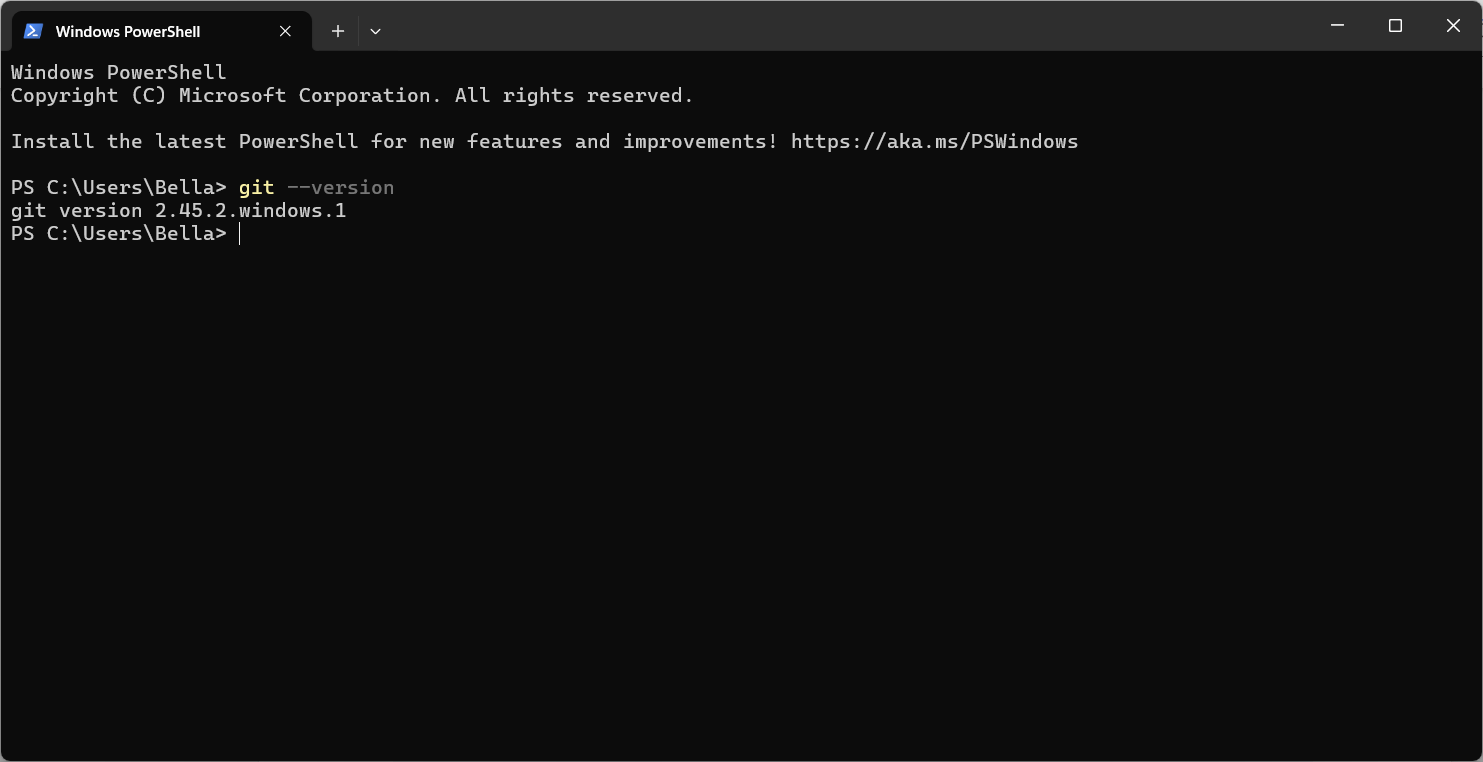 Windows PowerShell
Windows PowerShell
Copyright (C) Microsoft Corporation. All rights reserved.
Install the latest PowerShell for new features and improvements! https://aka.ms/PSWindows
PS C:\Users\Bella> git --version
git version 2.45.2.windows.1
PS C:\Users\Bella>